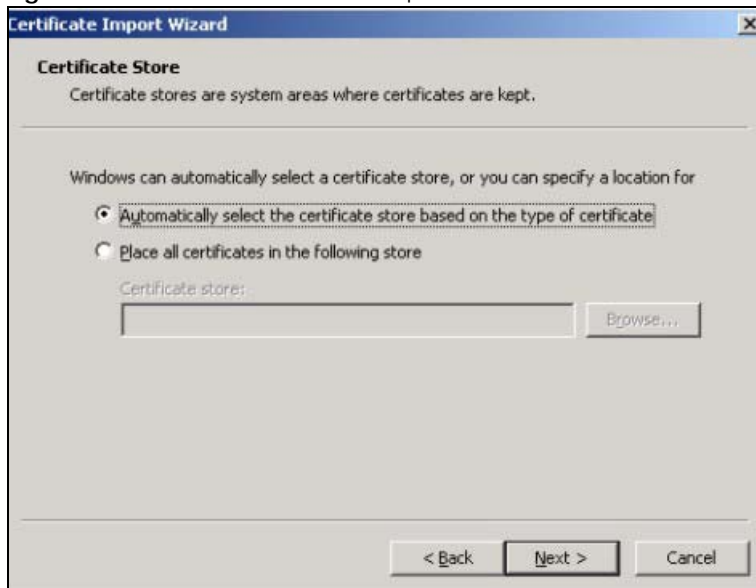 Certificate Import Wizard
Certificate Store
Certificate stores are system areas where certificates are kept.
Windows can automatically select a certificate store, or you can specify a location for
Automatically select the certificate store based on the type of certificate
Place all certificates in the following store
Certificate store:
Browse...
< Back Next > Cancel